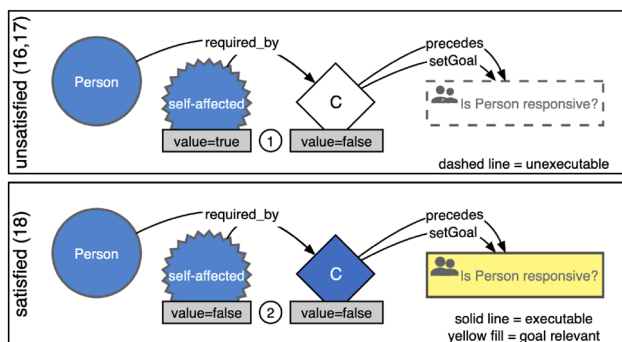 unsatisfied (16,17)
Person
required_by
self-affected
value=true
1
C
value=false
precedes
setGoal
Is Person responsive?
dashed line = unexecutable
satisfied (18)
Person
required_by
self-affected
value=false
2
C
value=false
precedes
setGoal
Is Person responsive?
solid line = executable
yellow fill = goal relevant